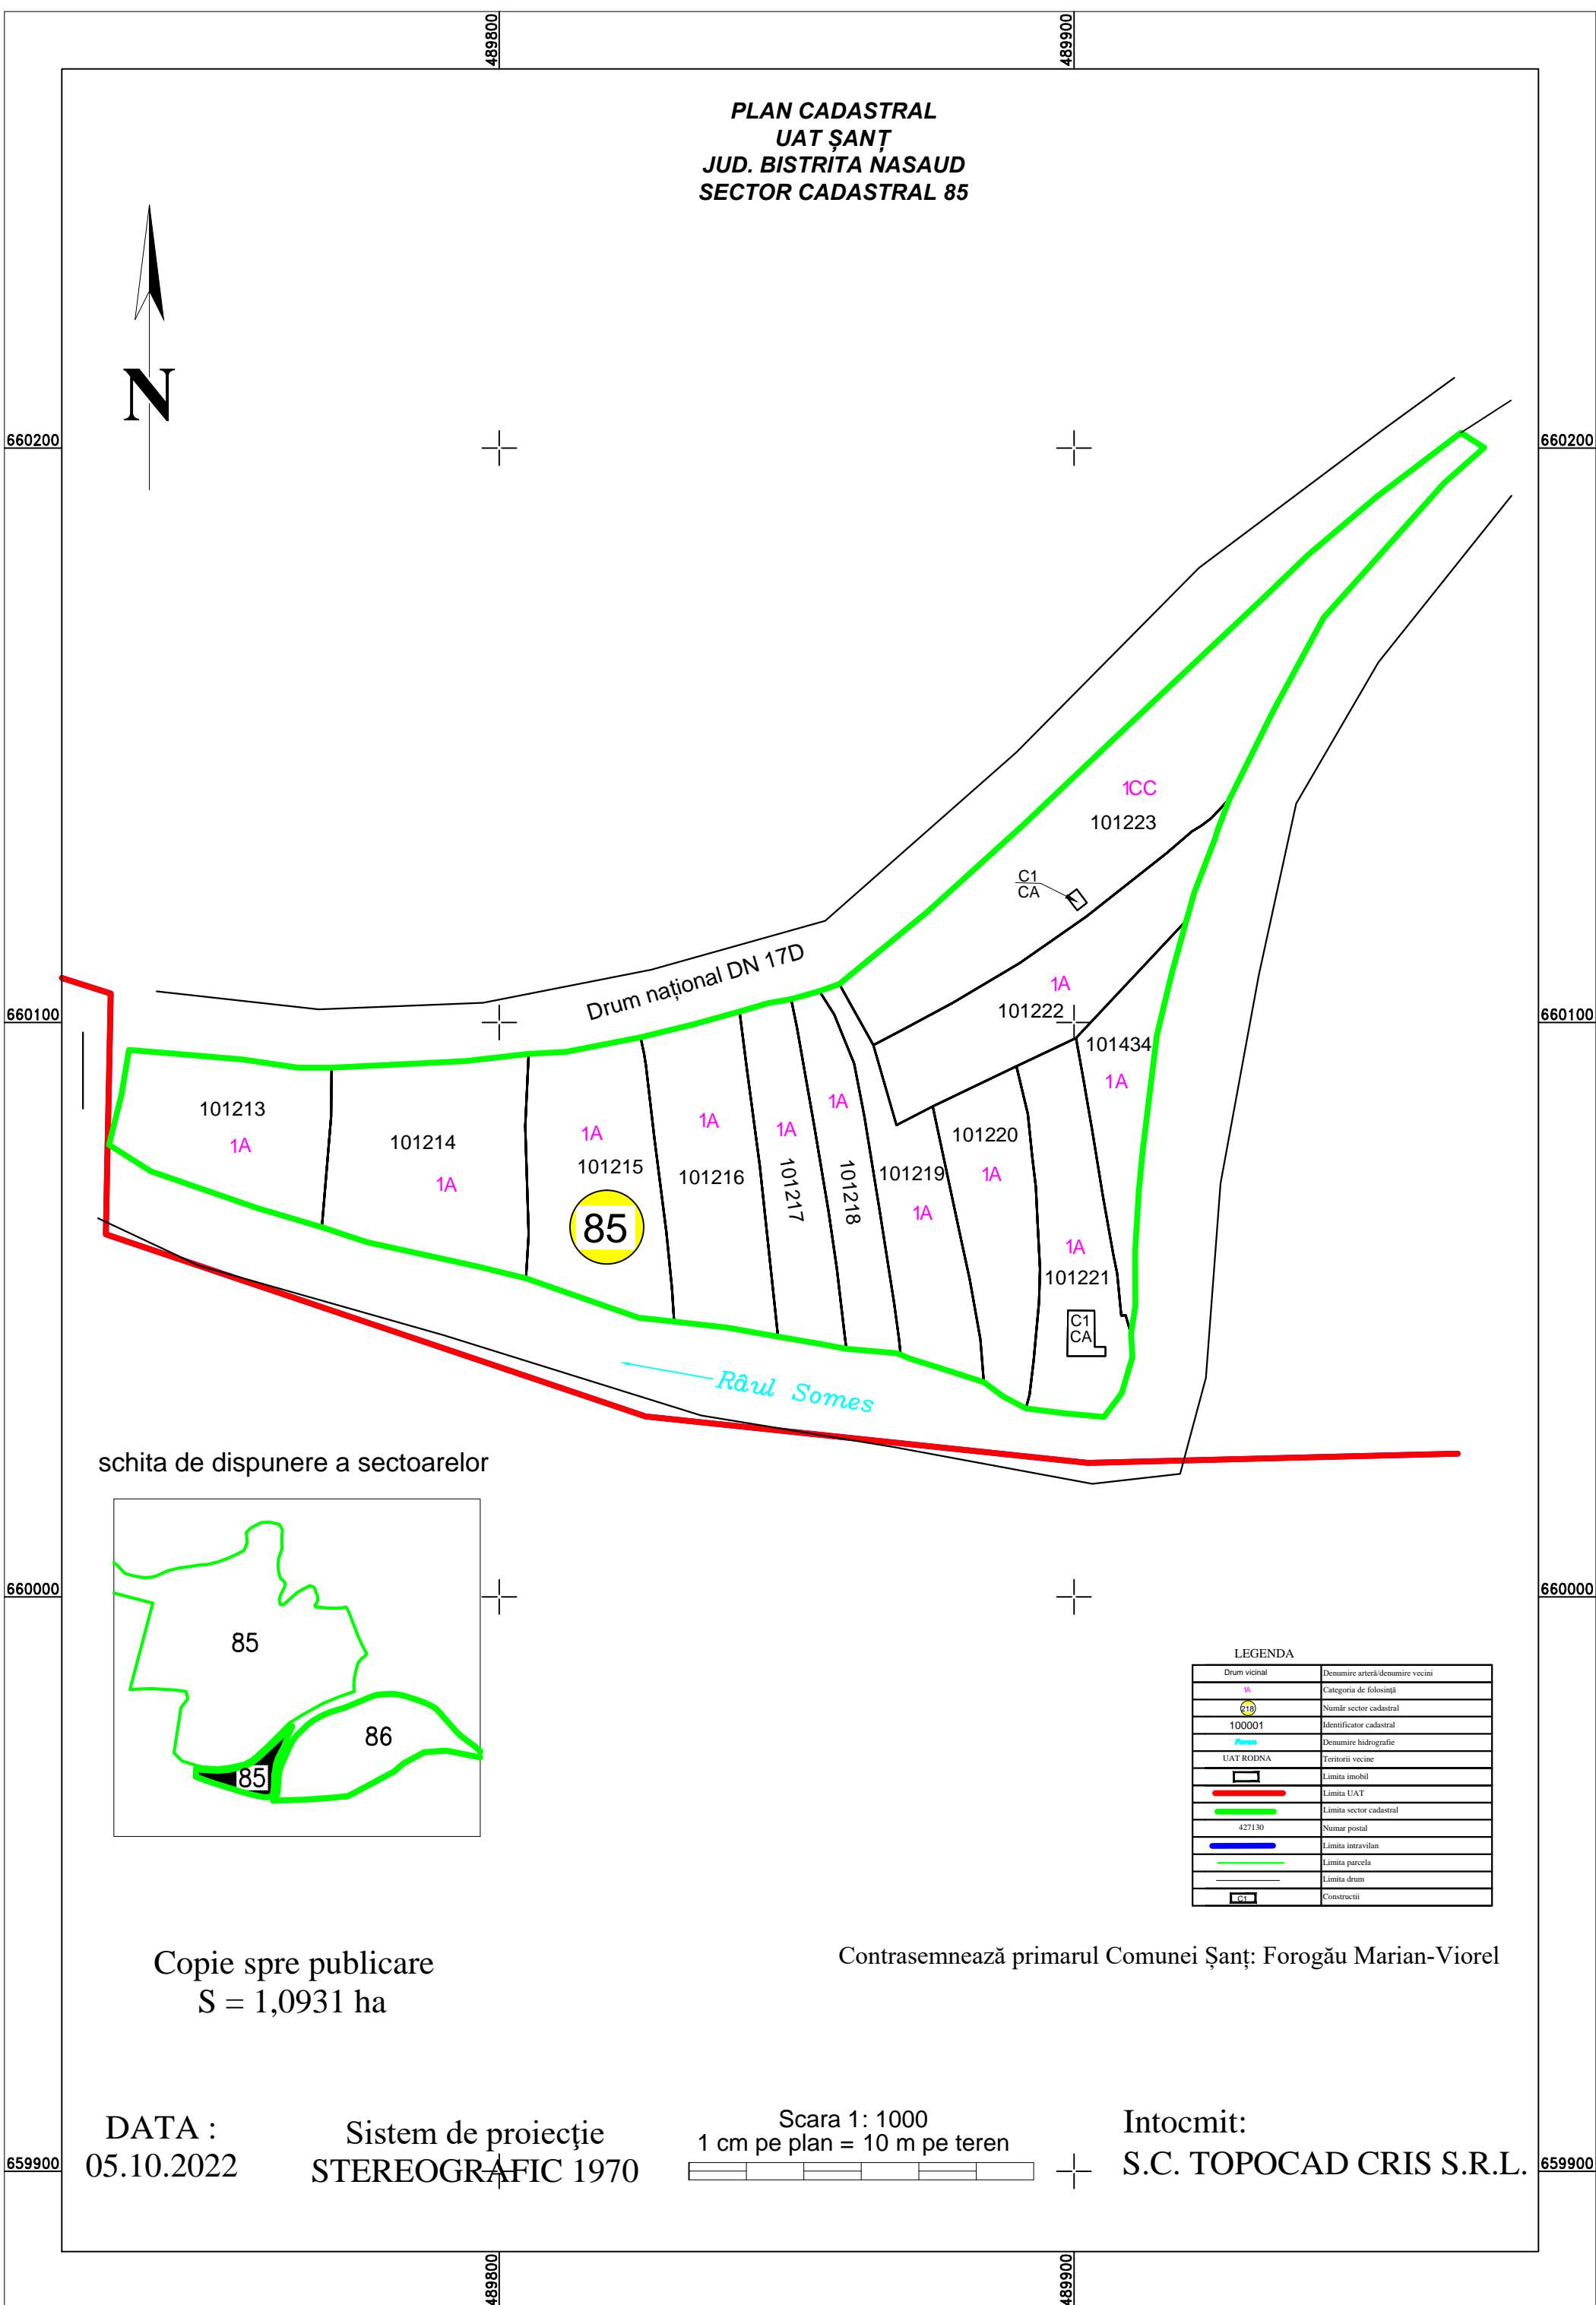 489800
489900
PLAN CADASTRAL
UAT ȘANȚ
JUD. BISTRITA NASAUD
SECTOR CADASTRAL 85
N
660200
660200
1CC
101223
C1
CA
Drum național DN 17D
1A
101222
660100
660100
101434
1A
101213
1A
101214
1A
1A
101215
85
1A
101216
1A
101217
1A
101218
101219
1A
101220
1A
1A
101221
C1
CA
Râul Somes
schita de dispunere a sectoarelor
85
86
85
660000
660000
LEGENDA
Drum vicinal Denumire arteră/denumire vecini
1A Categoria de folosință
218 Număr sector cadastral
100001 Identificator cadastral
Pareu Denumire hidrografie
UAT RODNA Teritorii vecine
Limita imobil
Limita UAT
Limita sector cadastral
427130 Numar postal
Limita intravilan
Limita parcela
Limita drum
C1 Constructii
Copie spre publicare
S = 1,0931 ha
Contrasemnează primarul Comunei Șanț: Forogău Marian-Viorel
DATA :
05.10.2022
Sistem de proiecţie
STEREOGRAFIC 1970
Scara 1: 1000
1 cm pe plan = 10 m pe teren
Intocmit:
S.C. TOPOCAD CRIS S.R.L.
659900
659900
489800
489900